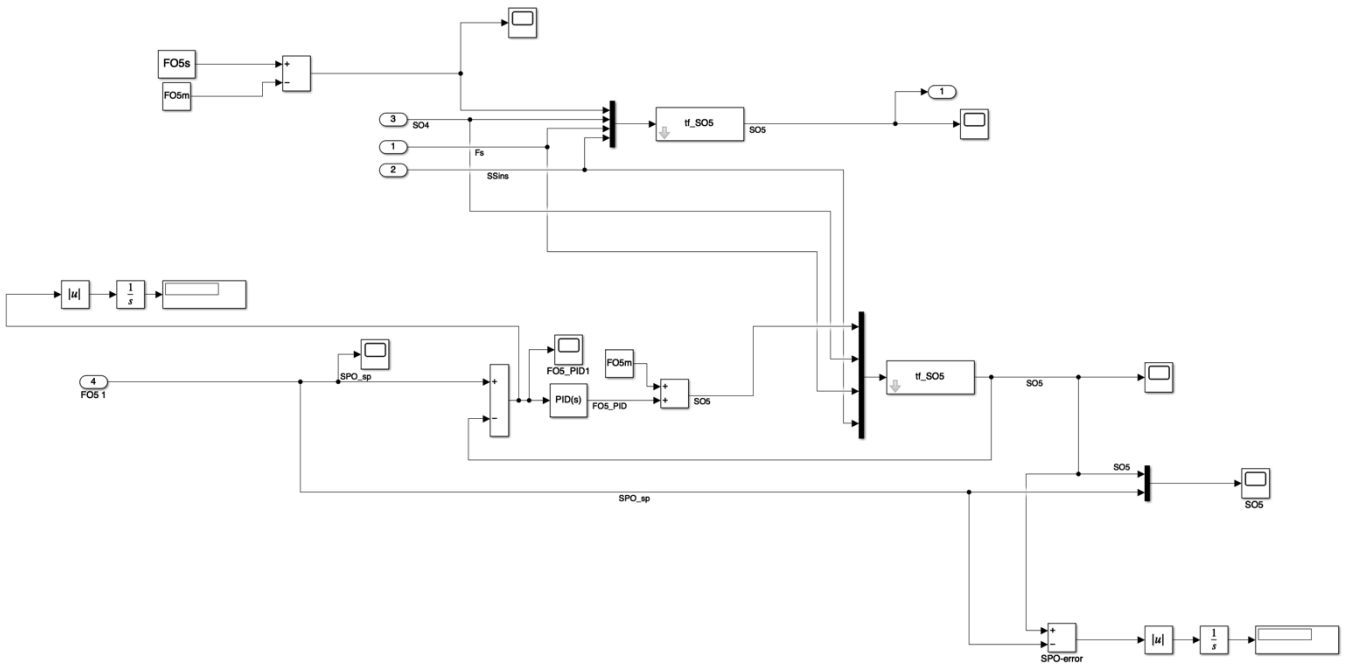 FO5s
+
−
FO5m
1
3
SO4
tf_SO5
SO5
1
Fs
2
SSins
|u|
1
s
FO5_PID1
FO5m
SPO_sp
4
FO5 1
+
−
PID(s)
FO5_PID
+
+
SO5
tf_SO5
SO5
SO5
SPO_sp
SO5
+
−
SPO-error
|u|
1
s